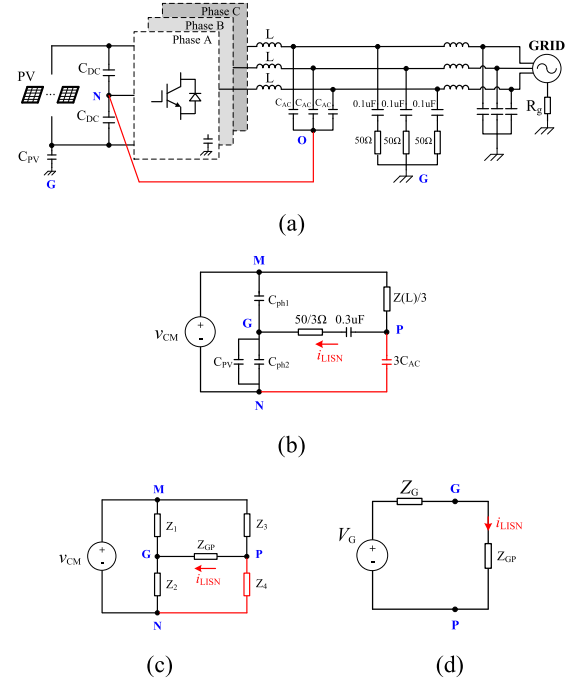 Phase C
Phase B
Phase A
L
L
L
GRID
PV
...
C_DC
N
C_DC
C_PV
G
C_AC C_AC C_AC
O
0.1uF 0.1uF 0.1uF
50Ω 50Ω 50Ω
G
R_g
(a)
M
C_ph1
Z(L)/3
G
50/3Ω 0.3uF
P
v_CM
i_LISN
C_PV C_ph2
3C_AC
N
(b)
M
Z_1
Z_3
G
Z_GP
P
v_CM
i_LISN
Z_2
Z_4
N
(c)
Z_G
G
i_LISN
V_G
Z_GP
P
(d)